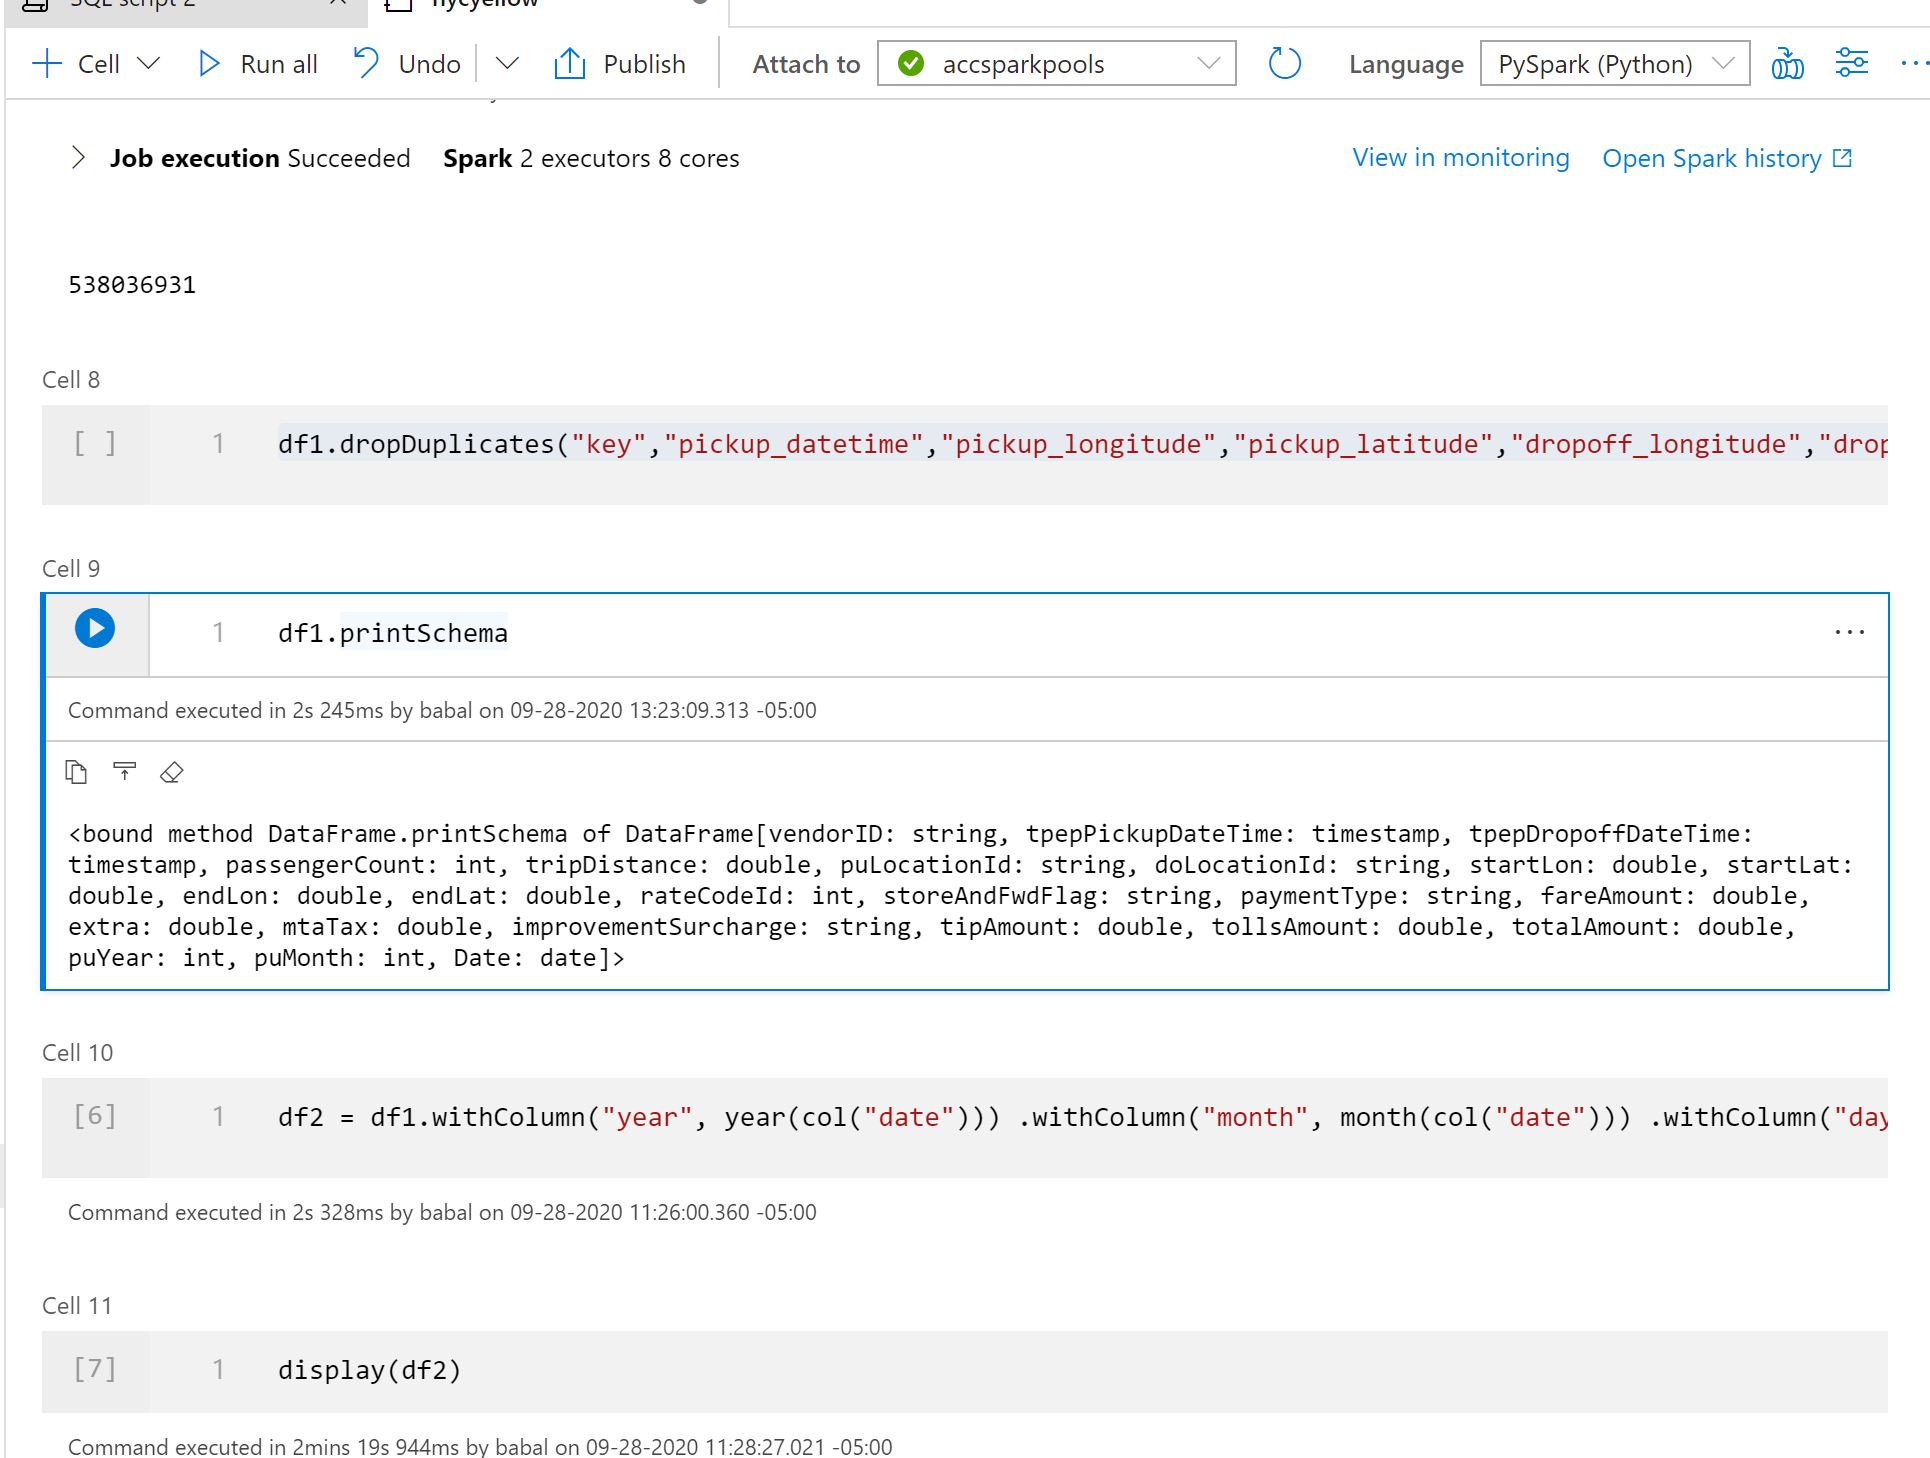 SQL script 2
nycyellow
Cell Run all Undo Publish Attach to accsparkpools Language PySpark (Python)
Job execution Succeeded Spark 2 executors 8 cores View in monitoring Open Spark history
538036931
Cell 8
[ ] 1 df1.dropDuplicates("key","pickup_datetime","pickup_longitude","pickup_latitude","dropoff_longitude","drop
Cell 9
1 df1.printSchema
Command executed in 2s 245ms by babal on 09-28-2020 13:23:09.313 -05:00
<bound method DataFrame.printSchema of DataFrame[vendorID: string, tpepPickupDateTime: timestamp, tpepDropoffDateTime:
timestamp, passengerCount: int, tripDistance: double, puLocationId: string, doLocationId: string, startLon: double, startLat:
double, endLon: double, endLat: double, rateCodeId: int, storeAndFwdFlag: string, paymentType: string, fareAmount: double,
extra: double, mtaTax: double, improvementSurcharge: string, tipAmount: double, tollsAmount: double, totalAmount: double,
puYear: int, puMonth: int, Date: date]>
Cell 10
[6] 1 df2 = df1.withColumn("year", year(col("date"))) .withColumn("month", month(col("date"))) .withColumn("day
Command executed in 2s 328ms by babal on 09-28-2020 11:26:00.360 -05:00
Cell 11
[7] 1 display(df2)
Command executed in 2mins 19s 944ms by babal on 09-28-2020 11:28:27.021 -05:00